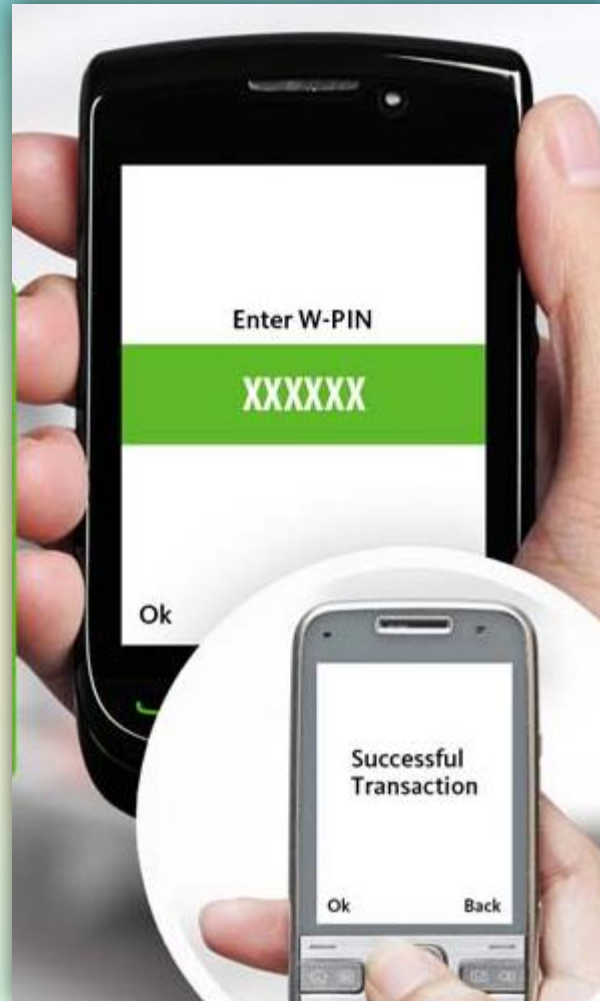 Enter W-PIN
XXXXXX
Ok
Successful
Transaction
Ok
Back